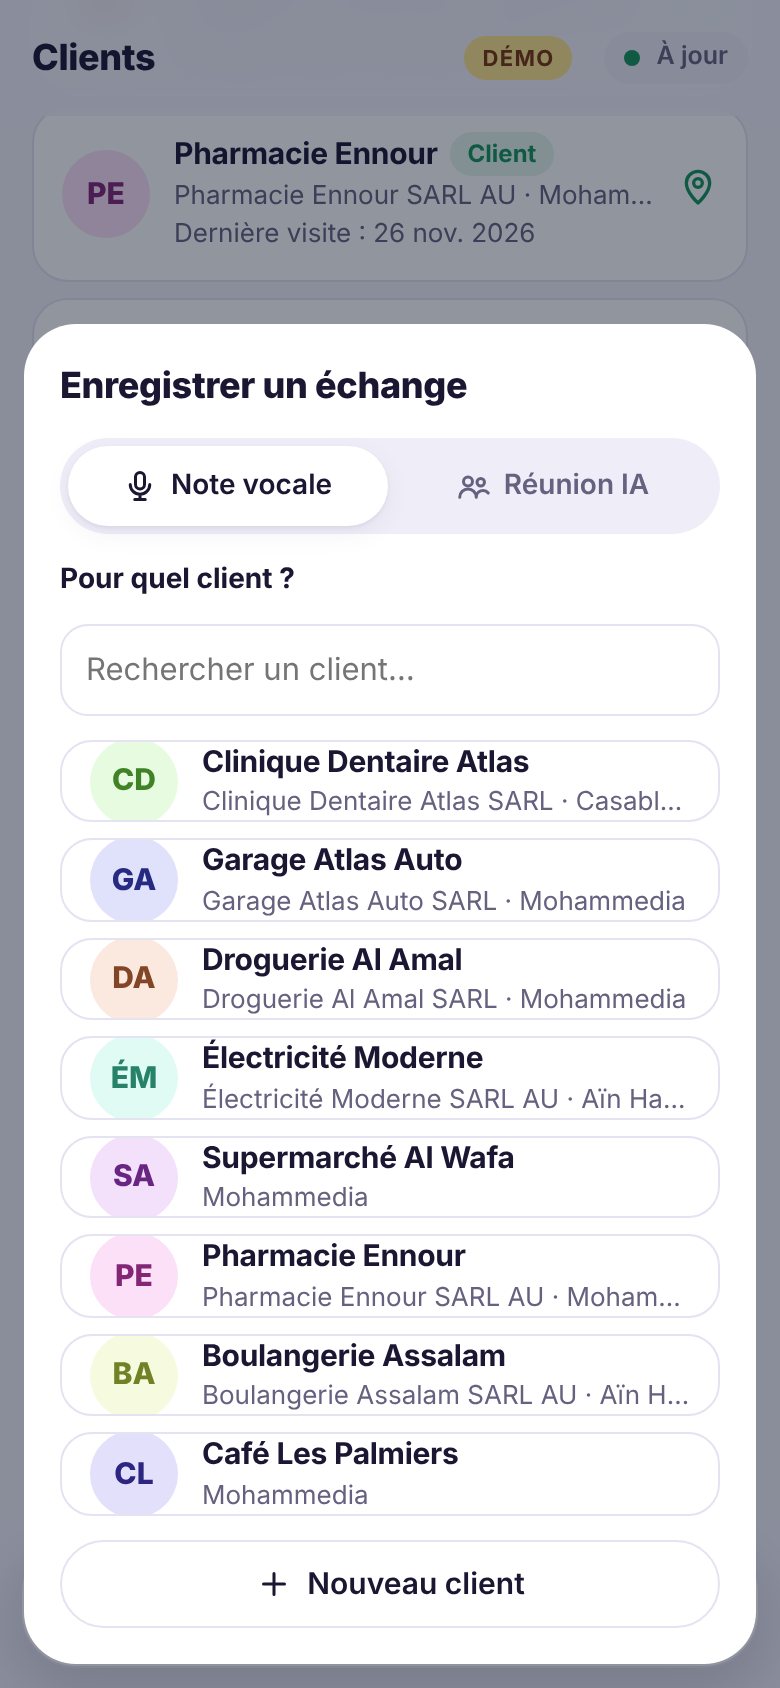 Clients
DÉMO
À jour
PE
Pharmacie Ennour
Client
Pharmacie Ennour SARL AU · Moham...
Dernière visite : 26 nov. 2026
Enregistrer un échange
Note vocale
Réunion IA
Pour quel client ?
Rechercher un client...
CD
Clinique Dentaire Atlas
Clinique Dentaire Atlas SARL · Casabl...
GA
Garage Atlas Auto
Garage Atlas Auto SARL · Mohammedia
DA
Droguerie Al Amal
Droguerie Al Amal SARL · Mohammedia
ÉM
Électricité Moderne
Électricité Moderne SARL AU · Aïn Ha...
SA
Supermarché Al Wafa
Mohammedia
PE
Pharmacie Ennour
Pharmacie Ennour SARL AU · Moham...
BA
Boulangerie Assalam
Boulangerie Assalam SARL AU · Aïn H...
CL
Café Les Palmiers
Mohammedia
+ Nouveau client